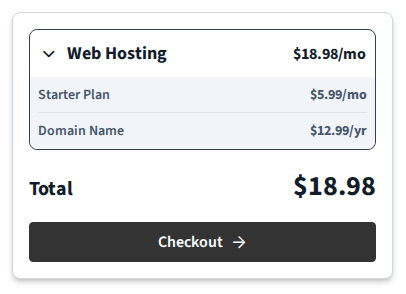 Web Hosting $18.98/mo
Starter Plan $5.99/mo
Domain Name $12.99/yr
Total $18.98
Checkout →